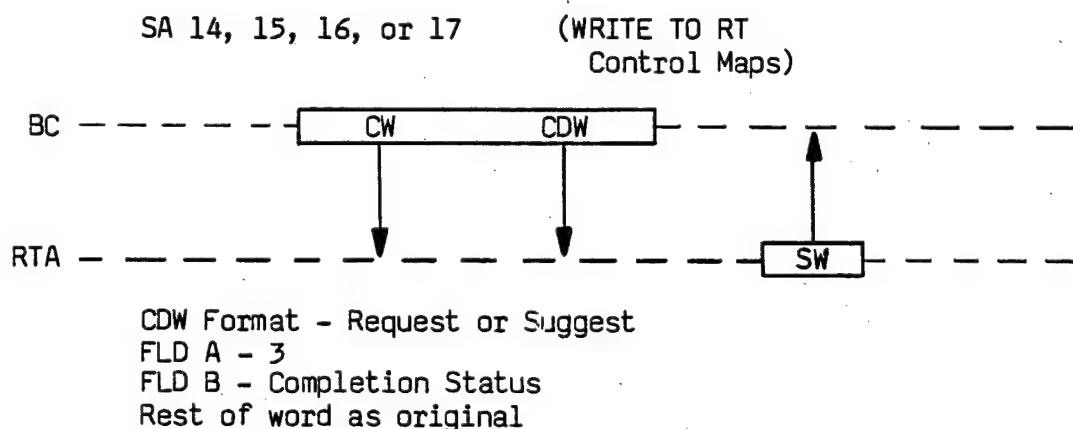 SA 14, 15, 16, or 17 (WRITE TO RT
Control Maps)
BC CW CDW
RTA SW
CDW Format - Request or Suggest
FLD A - 3
FLD B - Completion Status
Rest of word as original